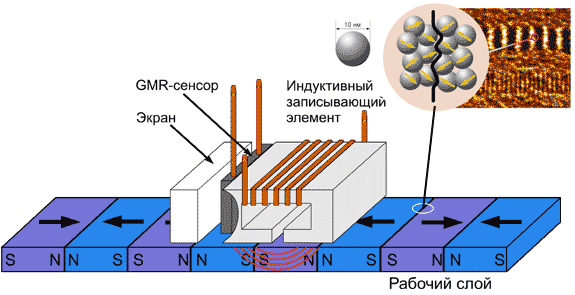 10 нм
GMR-сенсор
Экран
Индуктивный
записывающий
элемент
S N N S S N N S S N N S S N N S
Рабочий слой